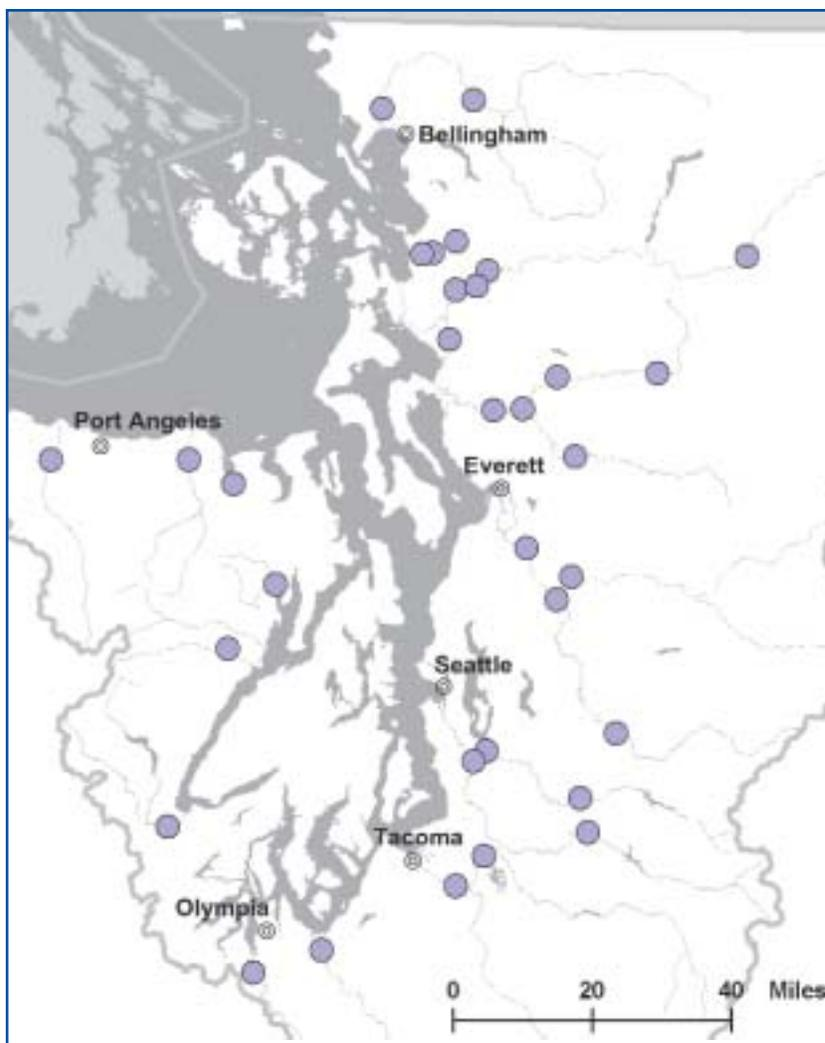 Bellingham
Port Angeles
Everett
Seattle
Tacoma
Olympia
0 20 40 Miles